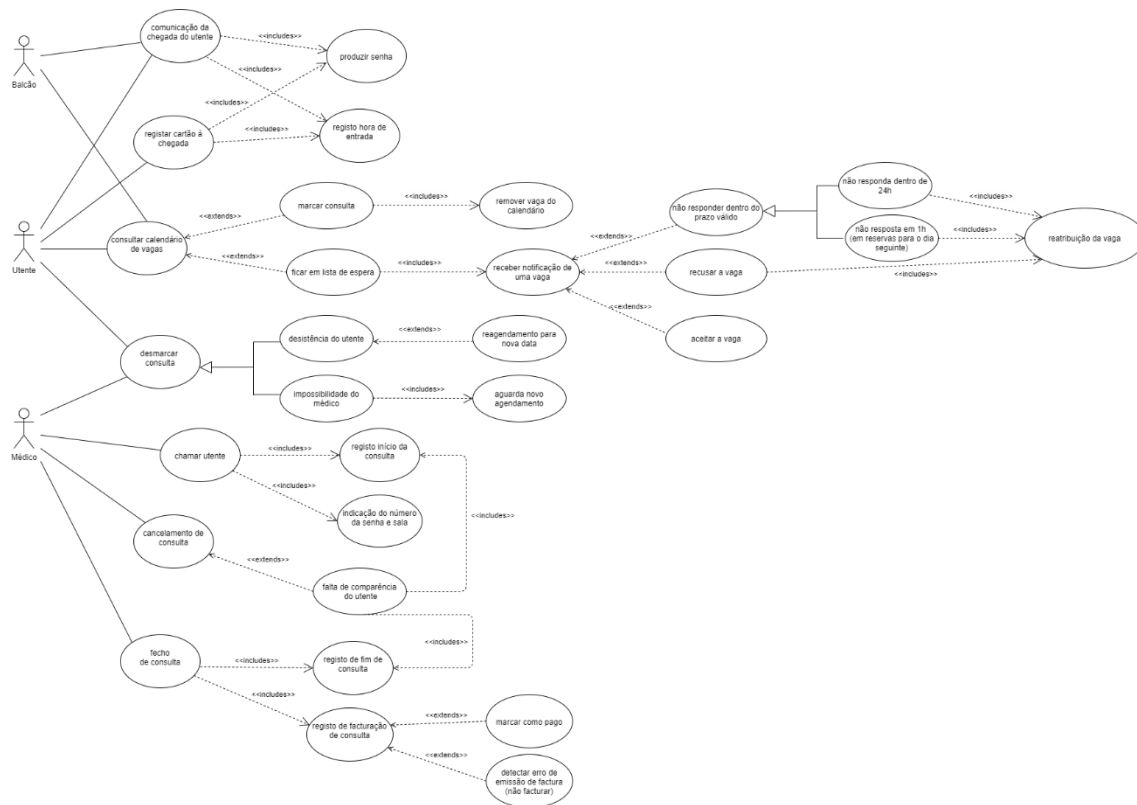 comunicação da
chegada do utente
<<includes>>
produzir senha
Balcão
<<includes>>
<<includes>>
registar cartão à
chegada
<<includes>>
registo hora de
entrada
não responda dentro de
24h
<<includes>>
marcar consulta
<<includes>>
remover vaga do
calendário
não responder dentro do
prazo válido
<<extends>>
Utente
consultar calendário
de vagas
<<extends>>
não resposta em 1h
(em reservas para o dia
seguinte)
<<includes>>
reatribuição da vaga
<<extends>>
ficar em lista de espera
<<includes>>
receber notificação de
uma vaga
<<extends>>
recusar a vaga
<<includes>>
<<extends>>
desistência do utente
<<extends>>
reagendamento para
nova data
aceitar a vaga
desmarcar
consulta
impossibilidade do
médico
<<includes>>
aguarda novo
agendamento
Médico
chamar utente
<<includes>>
registo início da
consulta
<<includes>>
indicação do número
da senha e sala
<<includes>>
cancelamento de
consulta
<<extends>>
falta de comparência
do utente
<<includes>>
fecho
de consulta
<<includes>>
registo de fim de
consulta
<<includes>>
registo de facturação
de consulta
<<extends>>
marcar como pago
<<extends>>
detectar erro de
emissão de factura
(não facturar)